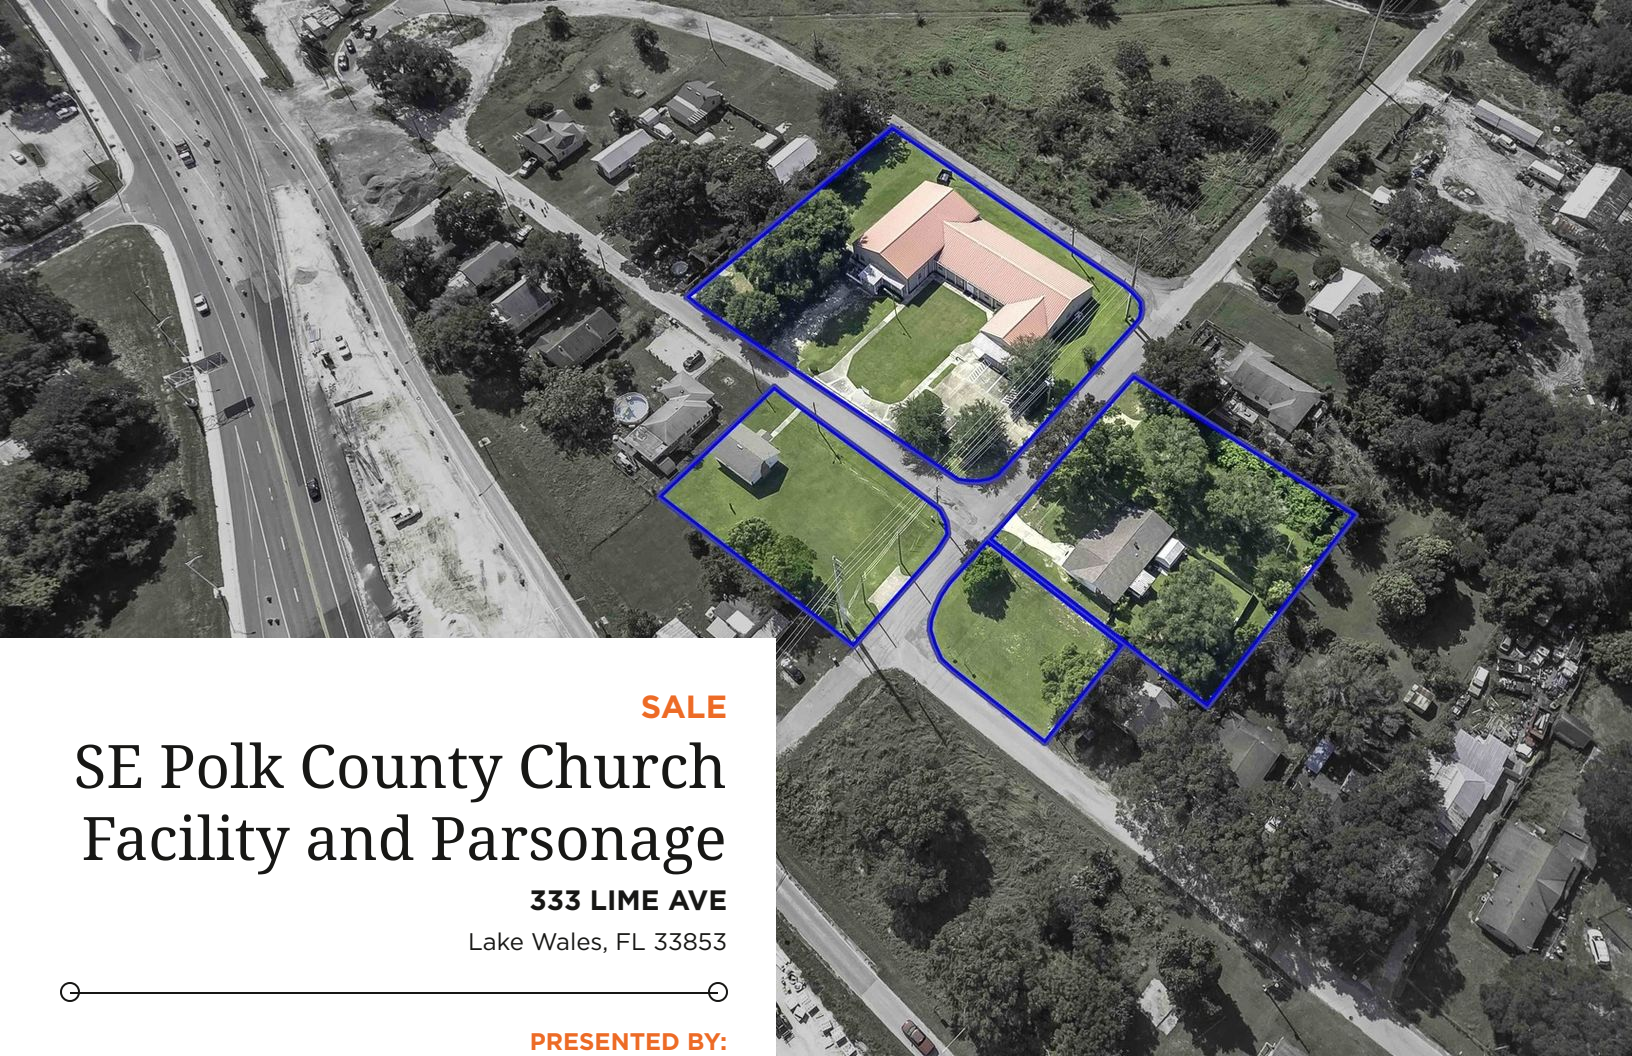 SALE
SE Polk County Church
Facility and Parsonage
333 LIME AVE
Lake Wales, FL 33853
PRESENTED BY: